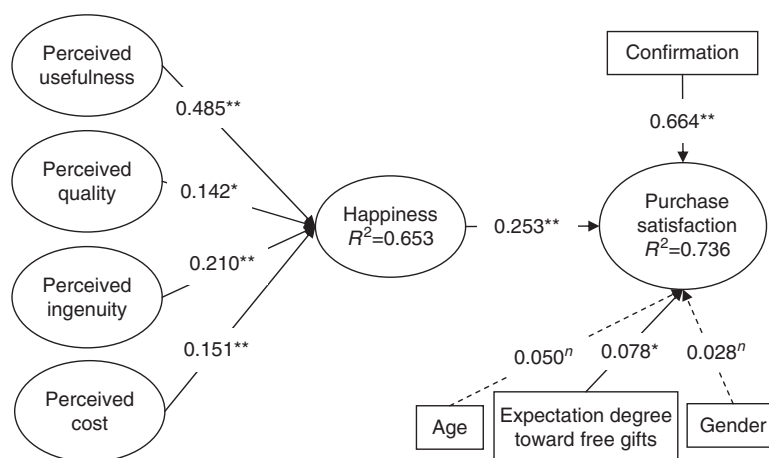 Perceived
usefulness
Confirmation
0.485**
0.664**
Perceived
quality
0.142*
Happiness
R²=0.653
0.253**
Purchase
satisfaction
R²=0.736
0.210**
Perceived
ingenuity
0.151**
0.050ⁿ
0.078*
0.028ⁿ
Perceived
cost
Age
Expectation degree
toward free gifts
Gender